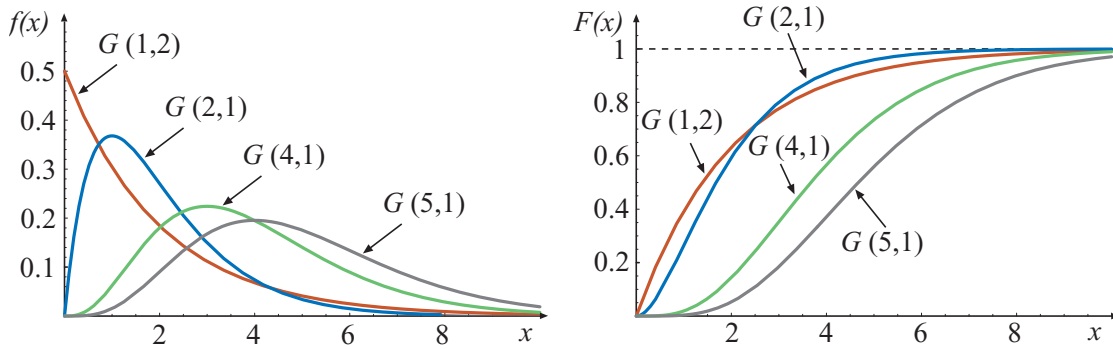 f(x)
G (1,2)
0.5
G (2,1)
0.4
G (4,1)
0.3
G (5,1)
0.2
0.1
2
4
6
8
x
F(x)
G (2,1)
1
0.8
G (1,2)
G (4,1)
0.6
0.4
G (5,1)
0.2
2
4
6
8
x